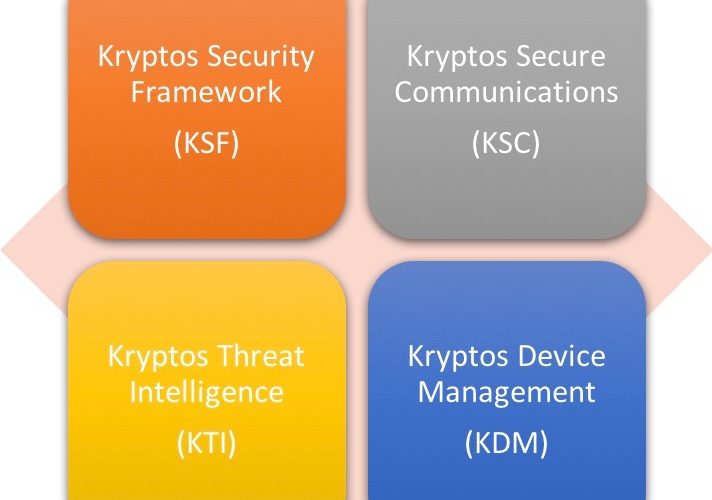 Kryptos Security
Framework
(KSF)
Kryptos Secure
Communications
(KSC)
Kryptos Threat
Intelligence
(KTI)
Kryptos Device
Management
(KDM)